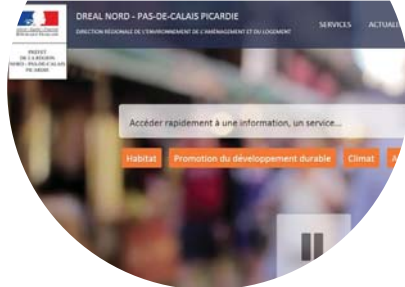 DREAL NORD - PAS-DE-CALAIS PICARDIE
DIRECTION RÉGIONALE DE L'ENVIRONNEMENT DE L'AMÉNAGEMENT ET DU LOGEMENT
SERVICES ACTUALI
PRÉFET
DE LA RÉGION
NORD - PAS-DE-CALAIS
PICARDIE
Accéder rapidement à une information, un service...
Habitat Promotion du développement durable Climat A